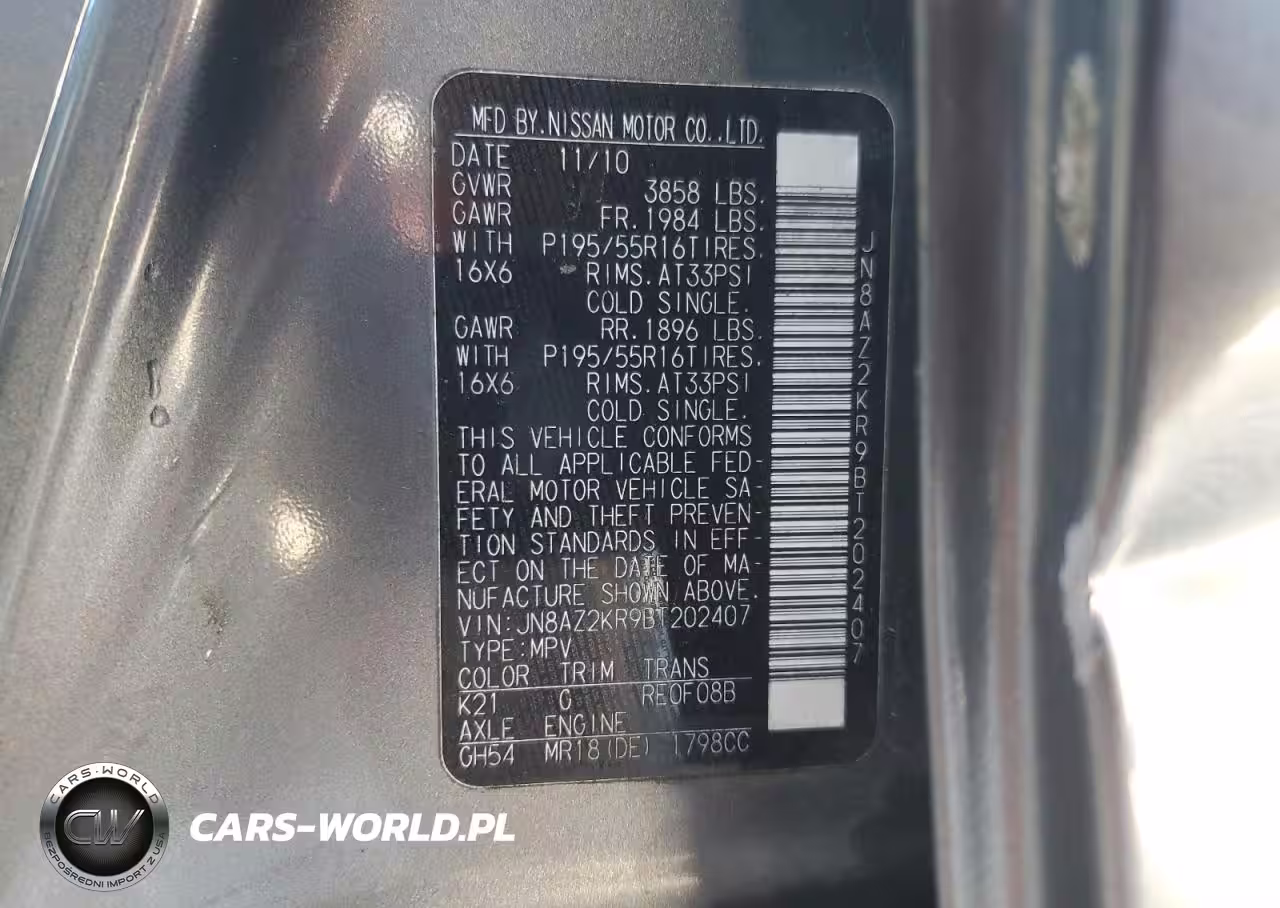 MFD BY.NISSAN MOTOR CO.,LTD.
DATE 11/10
GVWR 3858 LBS.
GAWR FR.1984 LBS.
WITH P195/55R16TIRES.
16X6 RIMS.AT33PSI
COLD SINGLE.
GAWR RR.1896 LBS.
WITH P195/55R16TIRES.
16X6 RIMS.AT33PSI
COLD SINGLE.
THIS VEHICLE CONFORMS
TO ALL APPLICABLE FED-
ERAL MOTOR VEHICLE SA-
FETY AND THEFT PREVEN-
TION STANDARDS IN EFF-
ECT ON THE DATE OF MA-
NUFACTURE SHOWN ABOVE.
VIN:JN8AZ2KR9BT202407
TYPE:MPV
COLOR TRIM TRANS
K21 G RE0F08B
AXLE ENGINE
GH54 MR18(DE) 1798CC
JN8AZ2KR9BT202407
CARS-WORLD
CW
BEZPOŚREDNI IMPORT Z USA
CARS-WORLD.PL